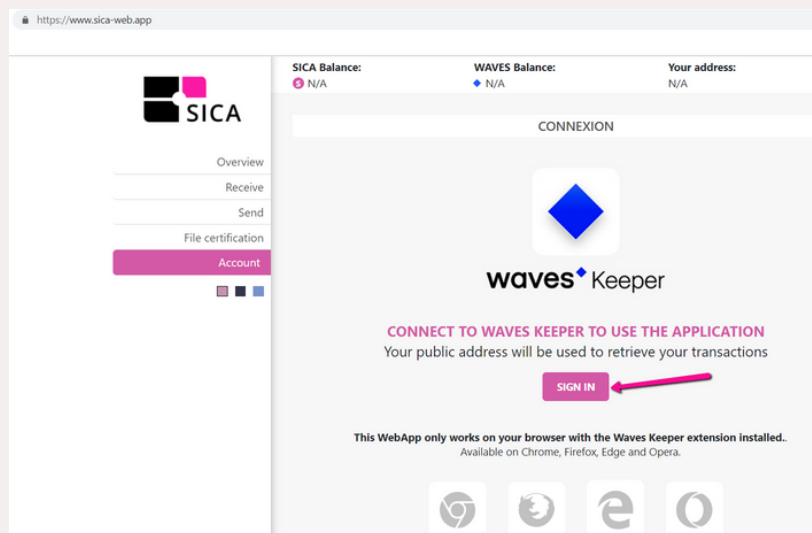 https://www.sica-web.app
SICA Balance:
WAVES Balance:
Your address:
S N/A
N/A
N/A
SICA
CONNEXION
Overview
Receive
Send
File certification
Account
waves Keeper
CONNECT TO WAVES KEEPER TO USE THE APPLICATION
Your public address will be used to retrieve your transactions
SIGN IN
This WebApp only works on your browser with the Waves Keeper extension installed..
Available on Chrome, Firefox, Edge and Opera.